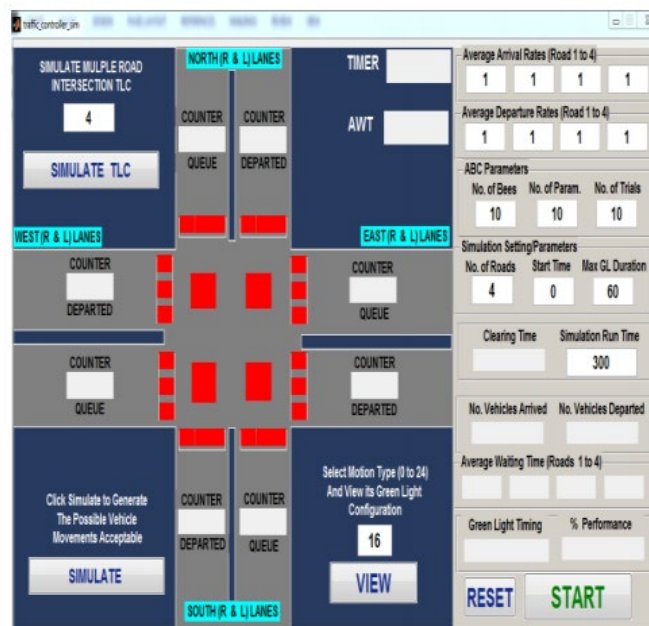 traffic_controller_sim
SIMULATE MULPLE ROAD
INTERSECTION TLC
4
SIMULATE TLC
NORTH (R & L) LANES
COUNTER
QUEUE
COUNTER
DEPARTED
TIMER
AWT
WEST (R & L) LANES
EAST (R & L) LANES
COUNTER
DEPARTED
COUNTER
QUEUE
COUNTER
QUEUE
COUNTER
DEPARTED
Click Simulate to Generate
The Possible Vehicle
Movements Acceptable
SIMULATE
COUNTER
DEPARTED
COUNTER
QUEUE
SOUTH (R & L) LANES
Select Motion Type (0 to 24)
And View its Green Light
Configuration
16
VIEW
Average Arrival Rates (Road 1 to 4)
1 1 1 1
Average Departure Rates (Road 1 to 4)
1 1 1 1
ABC Parameters
No. of Bees No. of Param. No. of Trials
10 10 10
Simulation Setting/Parameters
No. of Roads Start Time Max GL Duration
4 0 60
Clearing Time Simulation Run Time
300
No. Vehicles Arrived No. Vehicles Departed
Average Waiting Time (Roads 1 to 4)
Green Light Timing % Performance
RESET START